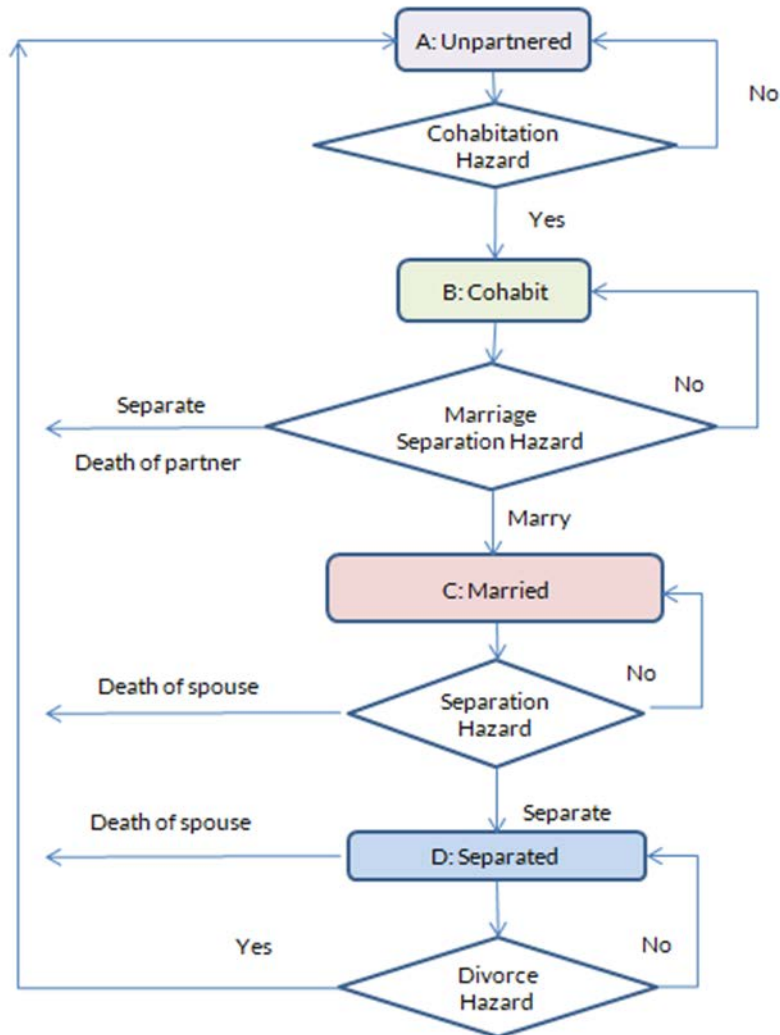 A: Unpartnered
No
Cohabitation
Hazard
Yes
B: Cohabit
No
Separate
Marriage
Separation Hazard
Death of partner
Marry
C: Married
No
Death of spouse
Separation
Hazard
Separate
Death of spouse
D: Separated
Yes
No
Divorce
Hazard